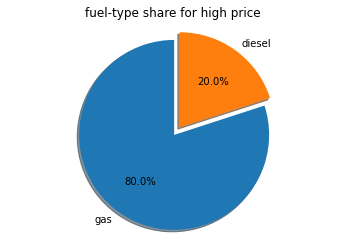 fuel-type share for high price
diesel
20.0%
80.0%
gas